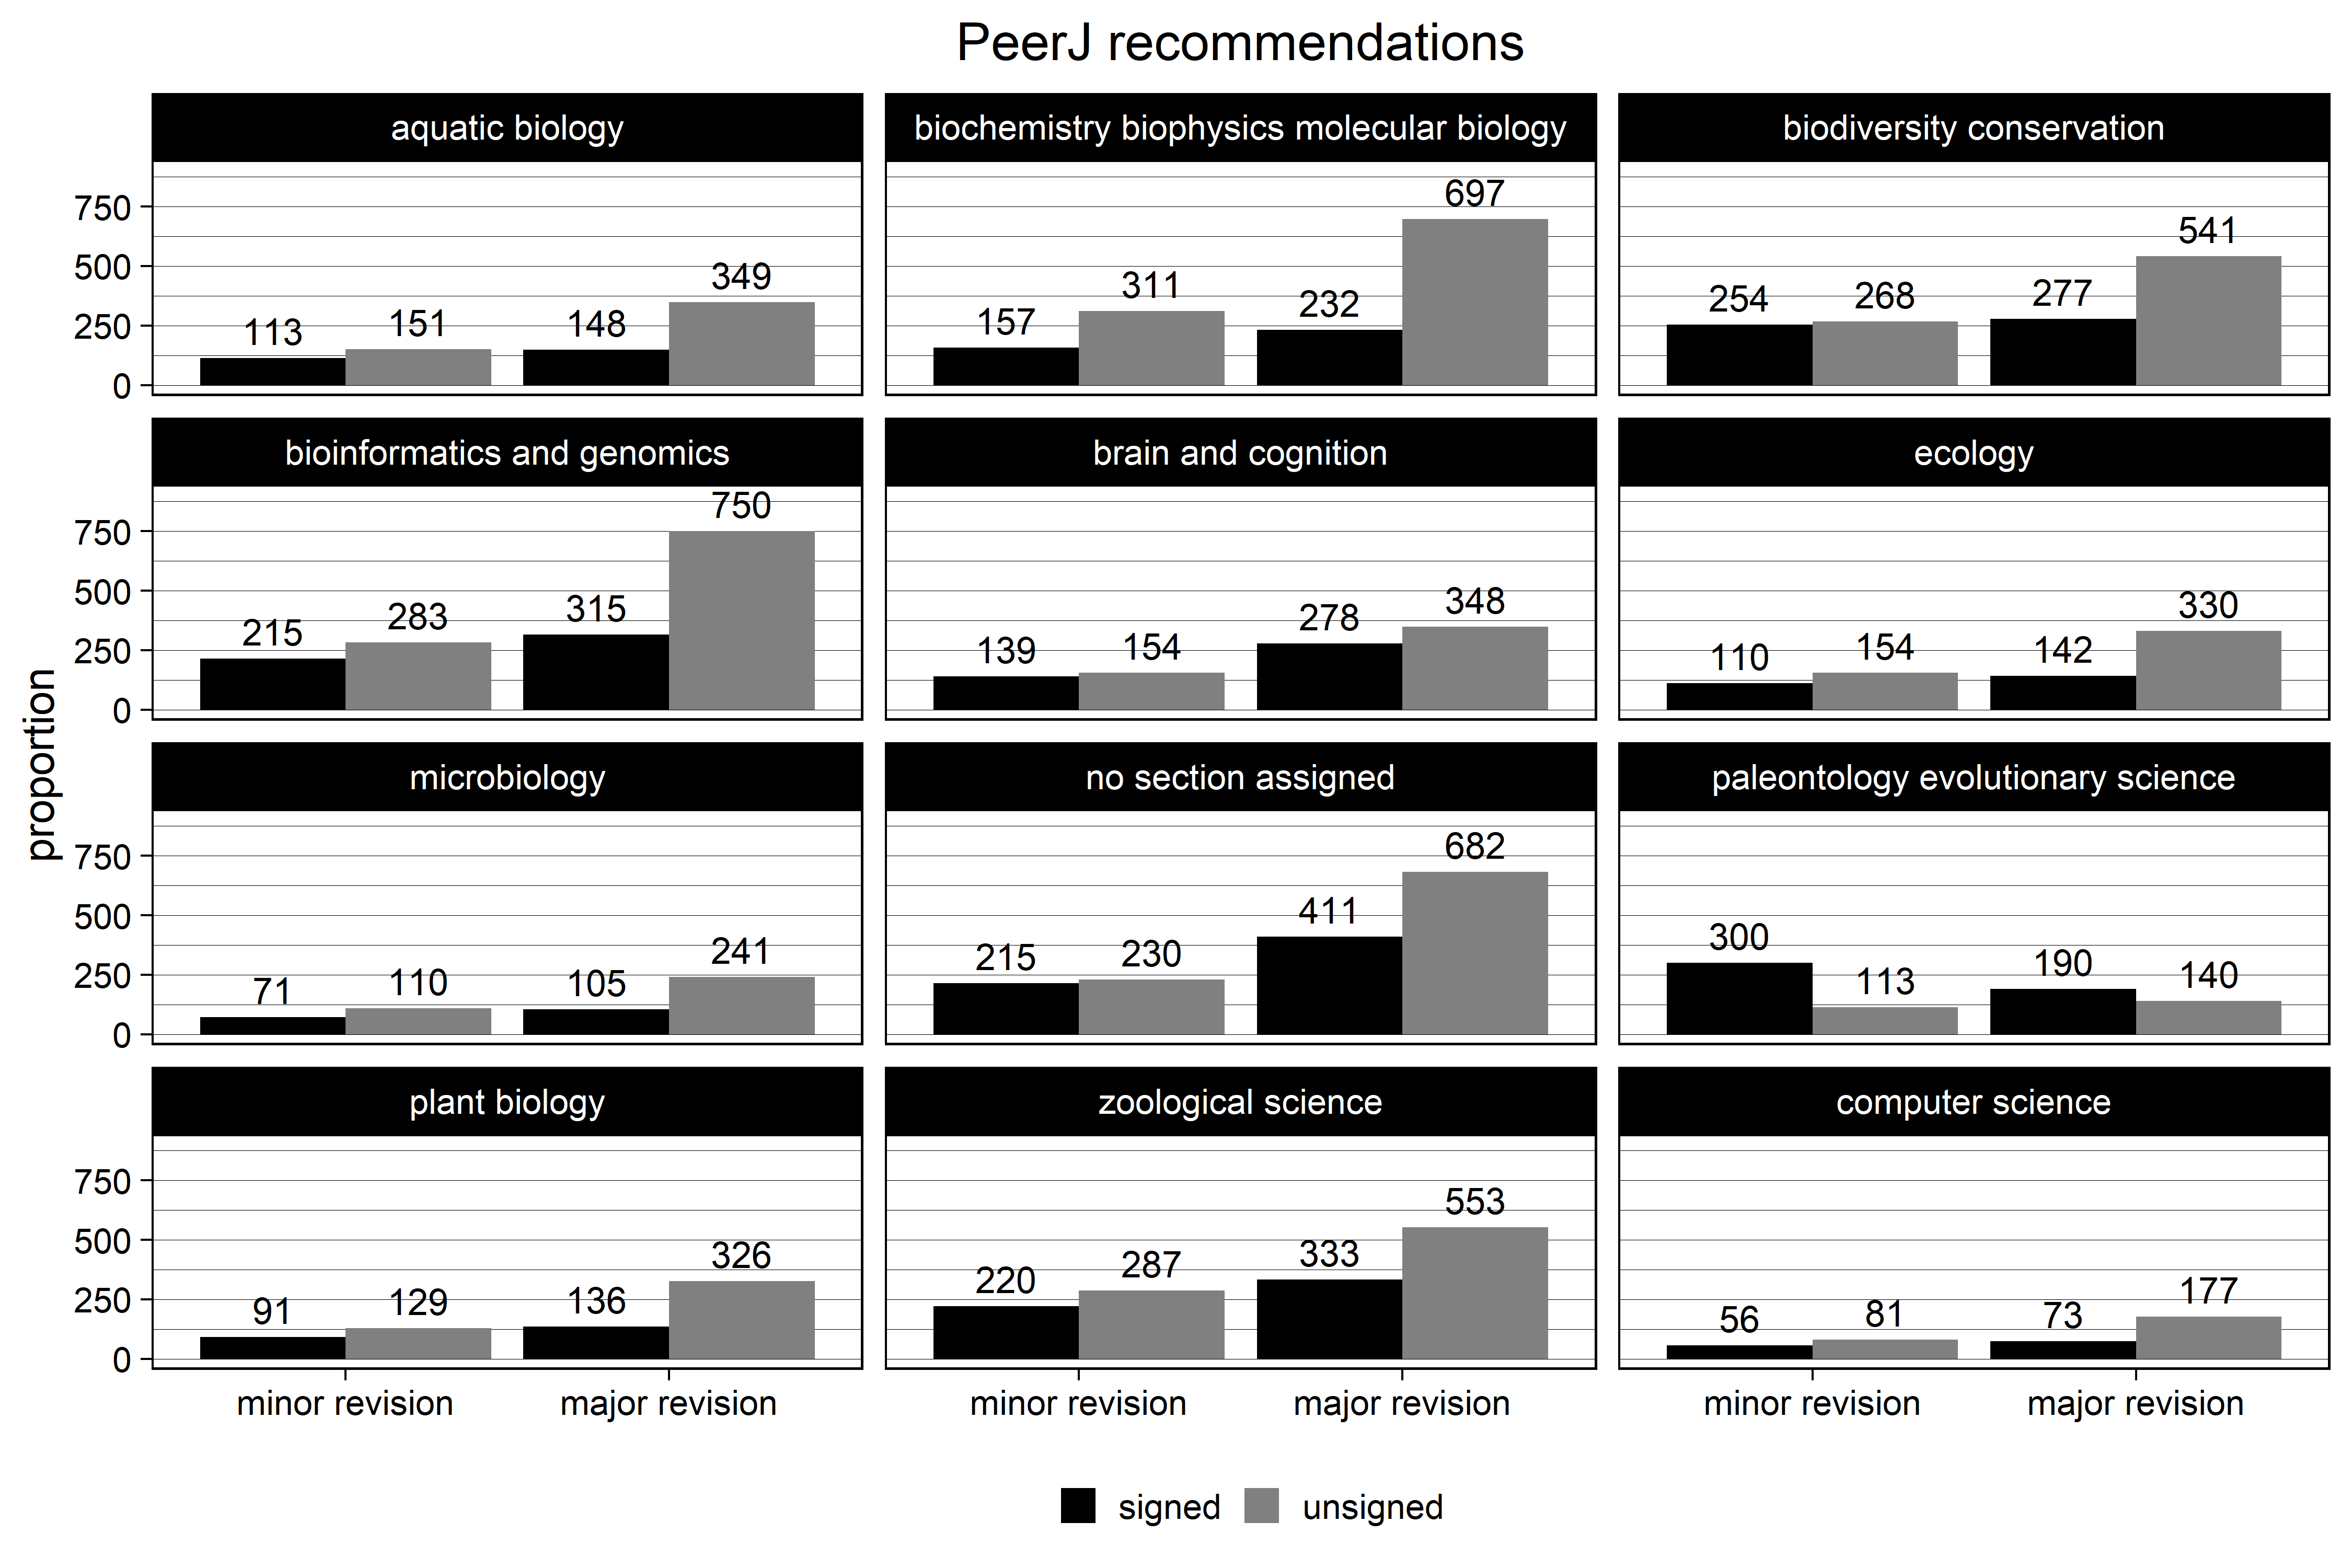 PeerJ recommendations
aquatic biology
biochemistry biophysics molecular biology
biodiversity conservation
750
500
250
0
113
151
148
349
157
311
232
697
254
268
277
541
bioinformatics and genomics
brain and cognition
ecology
750
500
250
0
215
283
315
750
139
154
278
348
110
154
142
330
proportion
microbiology
no section assigned
paleontology evolutionary science
750
500
250
0
71
110
105
241
215
230
411
682
300
113
190
140
plant biology
zoological science
computer science
750
500
250
0
91
129
136
326
220
287
333
553
56
81
73
177
minor revision
major revision
minor revision
major revision
minor revision
major revision
signed
unsigned